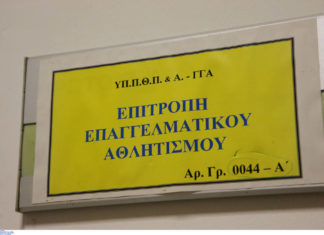 ΥΠ.Π.Θ.Π. & Α. - ΓΓΑ
ΕΠΙΤΡΟΠΗ
ΕΠΑΓΓΕΛΜΑΤΙΚΟΥ
ΑΘΛΗΤΙΣΜΟΥ
Αρ. Γρ. 0044 – Α΄